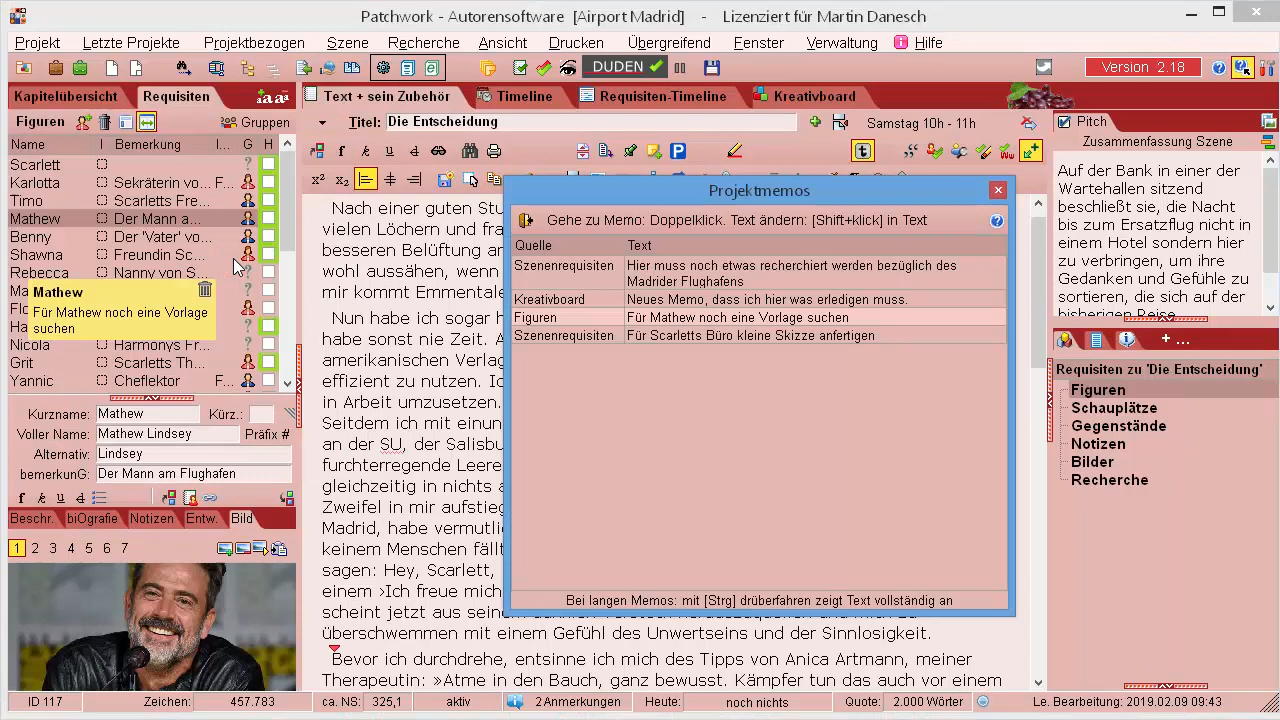 Patchwork - Autorensoftware [Airport Madrid] - Lizenziert für Martin Danesch
Projekt Letzte Projekte Projektbezogen Szene Recherche Ansicht Drucken Übergreifend Fenster Verwaltung Hilfe
DUDEN Version 2.18
Kapitelübersicht Requisiten Text + sein Zubehör Timeline Requisiten-Timeline Kreativboard
Figuren Gruppen Titel: Die Entscheidung Samstag 10h - 11h Pitch
Name I Bemerkung I... G H
Scarlett
Karlotta Sekräterin vo... F...
Timo Scarletts Fre...
Mathew Der Mann a...
Benny Der 'Vater' vo...
Shawna Freundin Sc...
Rebecca Nanny von S...
Mathew
Für Mathew noch eine Vorlage
suchen
Nicola Harmonys Fr...
Grit Scarletts Th...
Yannic Cheflektor F...
Kurzname: Mathew Kürz.:
Voller Name: Mathew Lindsey Präfix #
Alternativ: Lindsey
bemerkunG: Der Mann am Flughafen
Beschr. biOgrafie Notizen Entw. Bild
1 2 3 4 5 6 7
Nach einer guten Stu
vielen Löchern und fra
besseren Belüftung a
wohl aussähen, wenn
mir kommt Emmentale
Nun habe ich sogar h
habe sonst nie Zeit. A
amerikanischen Verlag
effizient zu nutzen. Ic
in Arbeit umzusetzen.
Seitdem ich mit einun
an der SU, der Salisbu
furchterregende Leere
gleichzeitig in nichts a
Zweifel in mir aufstieg
Madrid, habe vermutlic
keinem Menschen fällt
sagen: Hey, Scarlett,
einem ›Ich freue mich
scheint jetzt aus sein
überschwemmen mit einem Gefühl des Unwertseins und der Sinnlosigkeit.
Bevor ich durchdrehe, entsinne ich mich des Tipps von Anica Artmann, meiner
Therapeutin: »Atme in den Bauch, ganz bewusst. Kämpfer tun das auch vor einem
Projektmemos
Gehe zu Memo: Doppelklick. Text ändern: [Shift+klick] in Text
Quelle Text
Szenenrequisiten Hier muss noch etwas recherchiert werden bezüglich des
Madrider Flughafens
Kreativboard Neues Memo, dass ich hier was erledigen muss.
Figuren Für Mathew noch eine Vorlage suchen
Szenenrequisiten Für Scarletts Büro kleine Skizze anfertigen
Bei langen Memos: mit [Strg] drüberfahren zeigt Text vollständig an
Zusammenfassung Szene
Auf der Bank in einer der
Wartehallen sitzend
beschließt sie, die Nacht
bis zum Ersatzflug nicht in
einem Hotel sondern hier
zu verbringen, um ihre
Gedanken und Gefühle zu
sortieren, die sich auf der
bisherigen Reise
Requisiten zu 'Die Entscheidung'
Figuren
Schauplätze
Gegenstände
Notizen
Bilder
Recherche
ID 117 Zeichen: 457.783 ca. NS: 325,1 aktiv 2 Anmerkungen Heute: noch nichts Quote: 2.000 Wörter Le. Bearbeitung: 2019.02.09 09:43